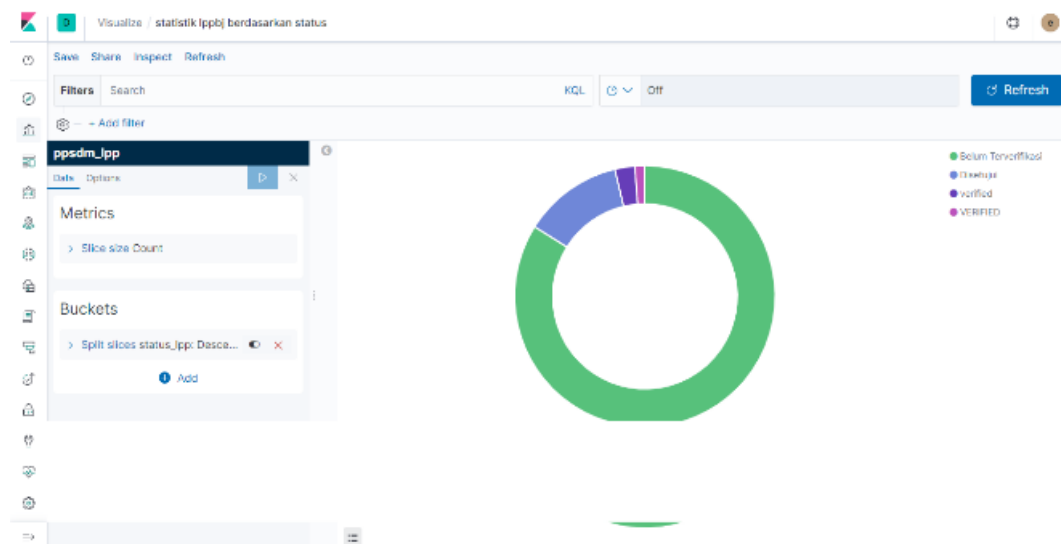 D Visualize / statistik lppbj berdasarkan status e
Save Share Inspect Refresh
Filters Search KQL Off Refresh
+ Add filter
ppsdm_lpp
Data Options
Metrics
> Slice size Count
Buckets
> Split slices status_lpp: Desce...
Add
Belum Terverifikasi
Disetujui
verified
VERIFIED